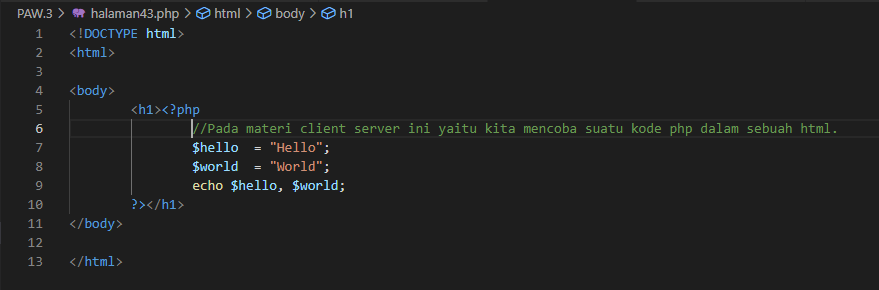 PAW.3 > halaman43.php > html > body > h1
1 <!DOCTYPE html>
2 <html>
3
4 <body>
5 <h1><?php
6 //Pada materi client server ini yaitu kita mencoba suatu kode php dalam sebuah html.
7 $hello  = "Hello";
8 $world  = "World";
9 echo $hello, $world;
10 ?></h1>
11 </body>
12
13 </html>